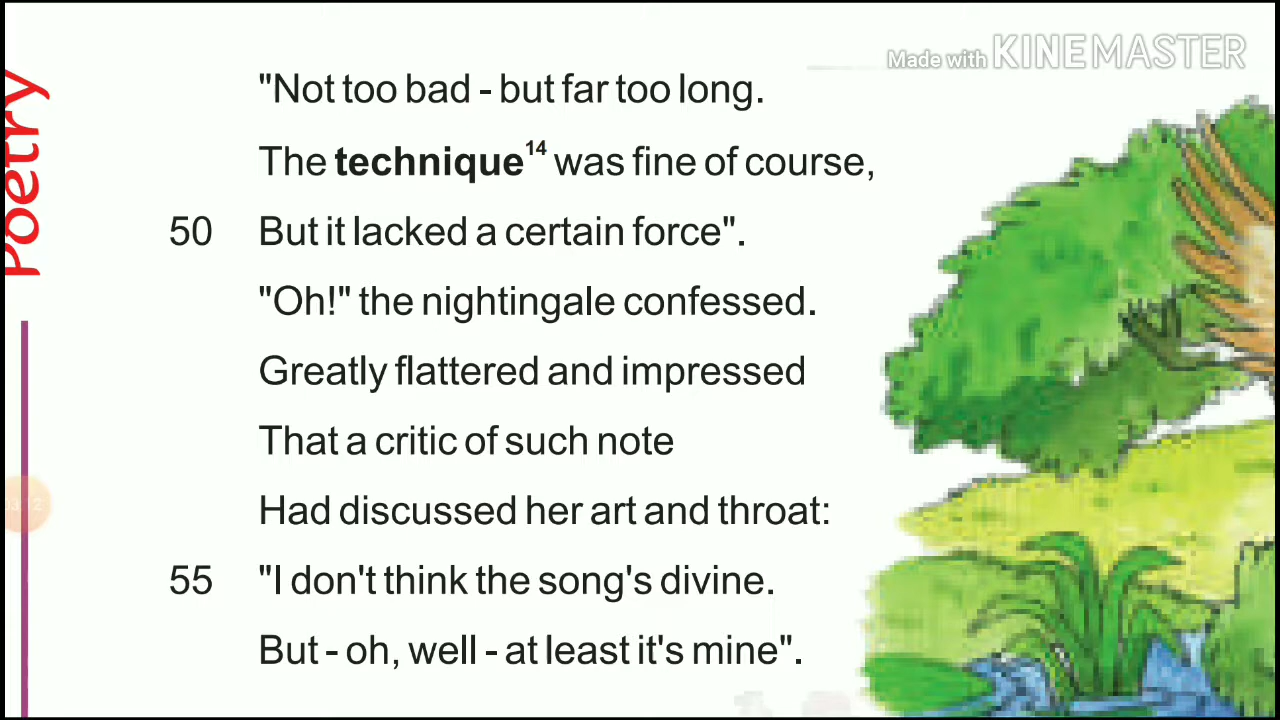 Made with KINEMASTER
Poetry
"Not too bad - but far too long.
The technique14 was fine of course,
50 But it lacked a certain force".
"Oh!" the nightingale confessed.
Greatly flattered and impressed
That a critic of such note
Had discussed her art and throat:
55 "I don't think the song's divine.
But - oh, well - at least it's mine".